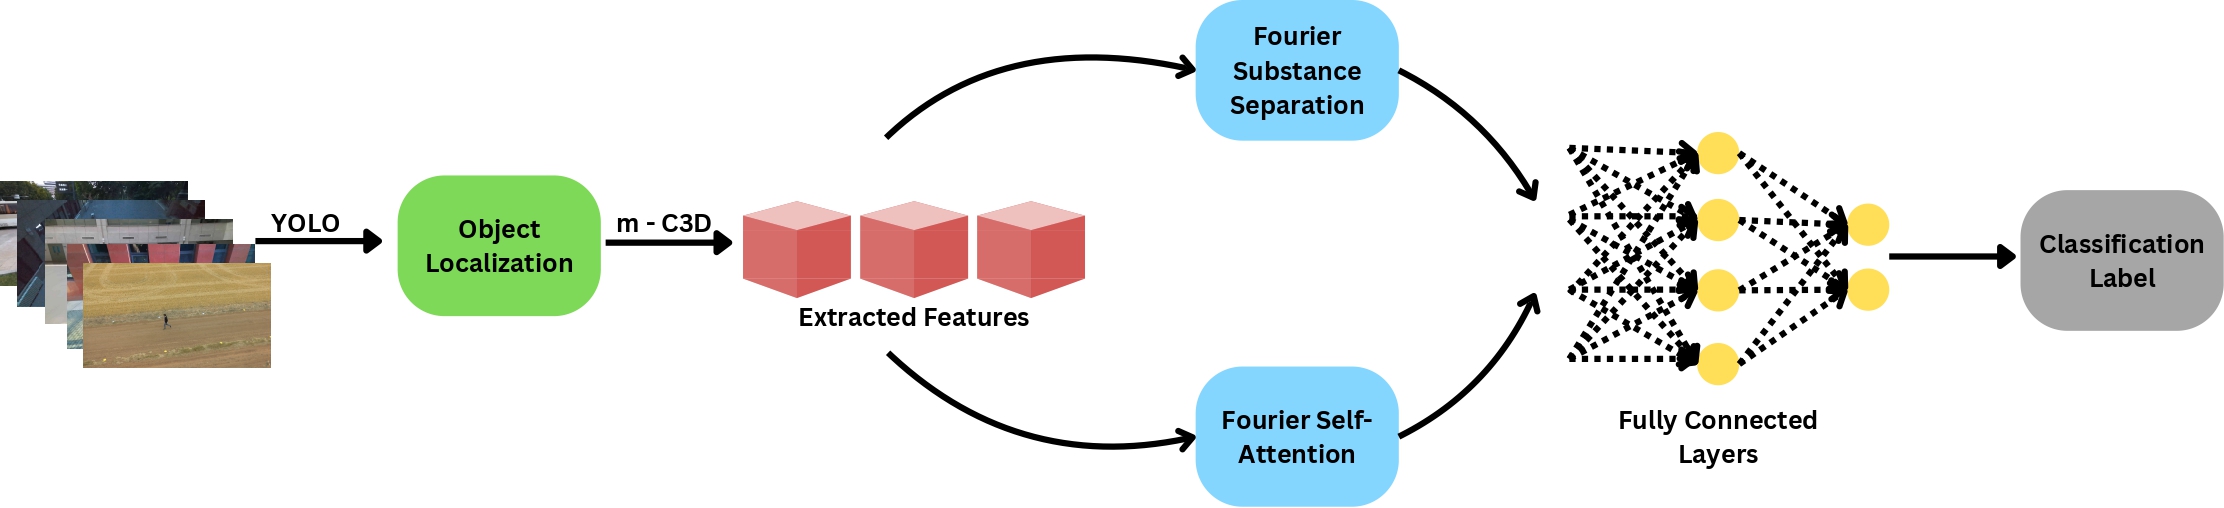 YOLO
Object
Localization
m - C3D
Extracted Features
Fourier
Substance
Separation
Fourier Self-
Attention
Fully Connected
Layers
Classification
Label